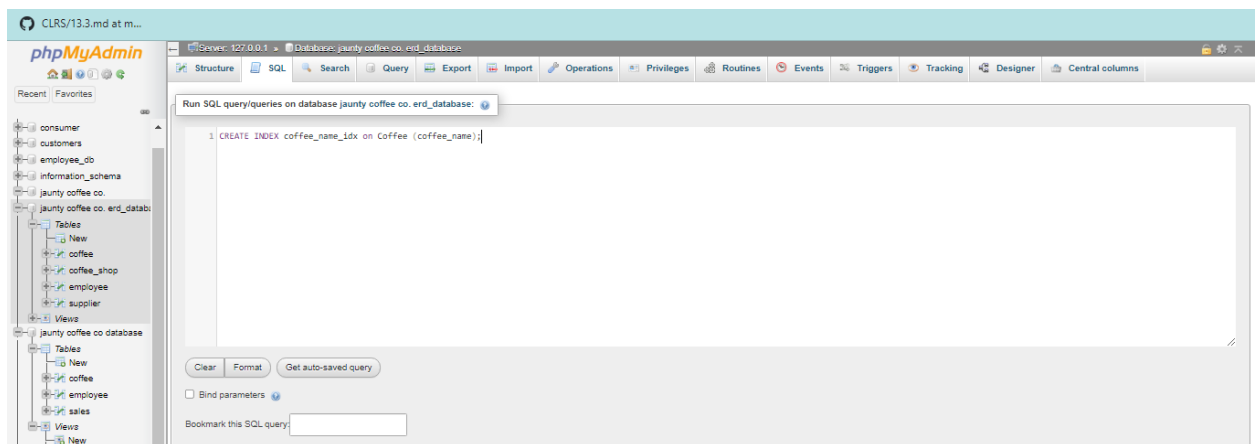 CLRS/13.3.md at m...
phpMyAdmin
Recent Favorites
consumer
customers
employee_db
information_schema
jaunty coffee co.
jaunty coffee co. erd_databa
Tables
New
coffee
coffee_shop
employee
supplier
Views
jaunty coffee co database
Tables
New
coffee
employee
sales
Views
New
Server: 127.0.0.1 » Database: jaunty coffee co. erd_database
Structure SQL Search Query Export Import Operations Privileges Routines Events Triggers Tracking Designer Central columns
Run SQL query/queries on database jaunty coffee co. erd_database:
1 CREATE INDEX coffee_name_idx on Coffee (coffee_name);
Clear Format Get auto-saved query
Bind parameters
Bookmark this SQL query: